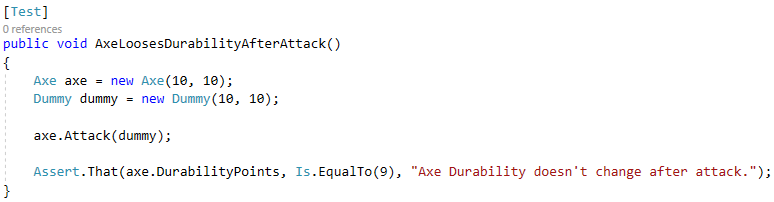 [Test]
0 references
public void AxeLoosesDurabilityAfterAttack()
{
    Axe axe = new Axe(10, 10);
    Dummy dummy = new Dummy(10, 10);

    axe.Attack(dummy);

    Assert.That(axe.DurabilityPoints, Is.EqualTo(9), "Axe Durability doesn't change after attack.");
}